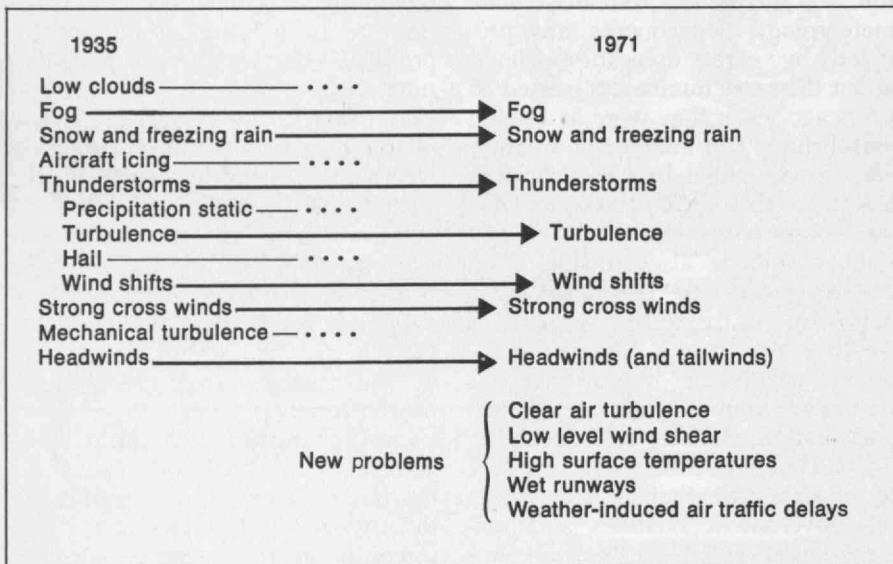 1935 1971
Low clouds
Fog Fog
Snow and freezing rain Snow and freezing rain
Aircraft icing
Thunderstorms Thunderstorms
Precipitation static
Turbulence Turbulence
Hail
Wind shifts Wind shifts
Strong cross winds Strong cross winds
Mechanical turbulence
Headwinds Headwinds (and tailwinds)
Clear air turbulence
Low level wind shear
New problems High surface temperatures
Wet runways
Weather-induced air traffic delays